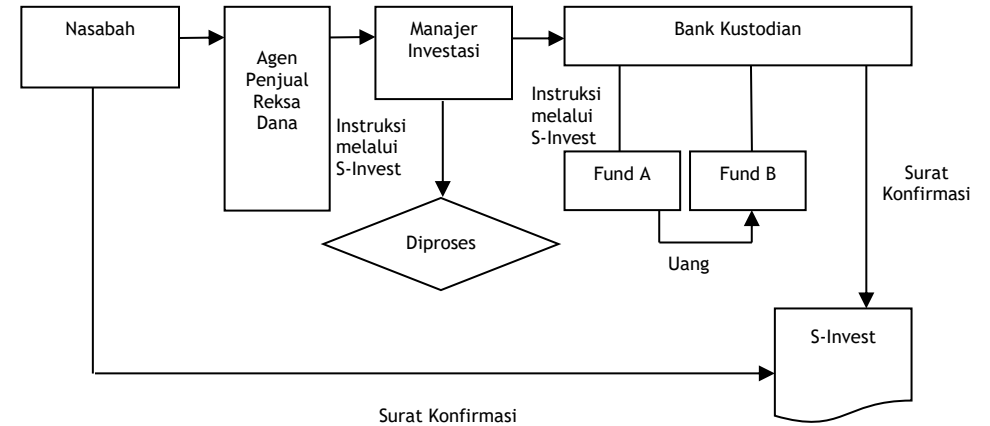 Nasabah
Agen
Penjual
Reksa
Dana
Instruksi
melalui
S-Invest
Manajer
Investasi
Diproses
Instruksi
melalui
S-Invest
Bank Kustodian
Fund A
Fund B
Uang
Surat
Konfirmasi
S-Invest
Surat Konfirmasi